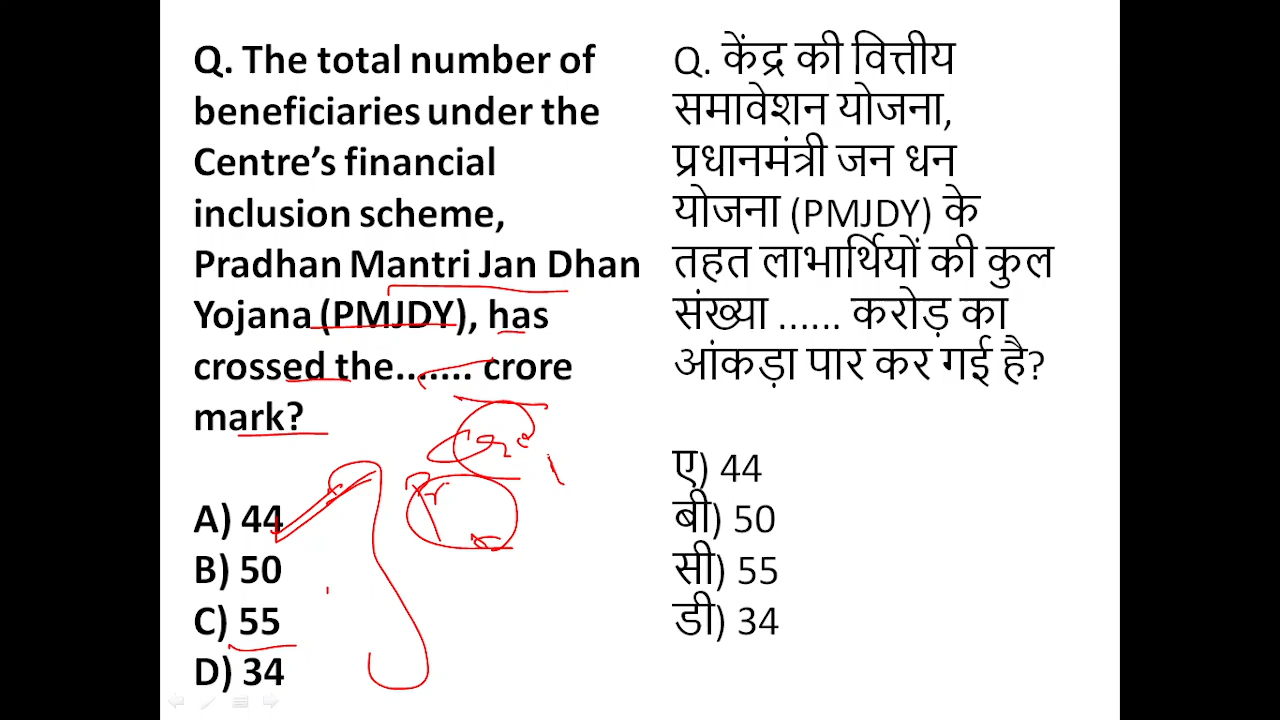 Q. The total number of
beneficiaries under the
Centre’s financial
inclusion scheme,
Pradhan Mantri Jan Dhan
Yojana (PMJDY), has
crossed the....... crore
mark?
A) 44
B) 50
C) 55
D) 34
Q. केंद्र की वित्तीय
समावेशन योजना,
प्रधानमंत्री जन धन
योजना (PMJDY) के
तहत लाभार्थियों की कुल
संख्या ...... करोड़ का
आंकड़ा पार कर गई है?
ए) 44
बी) 50
सी) 55
डी) 34